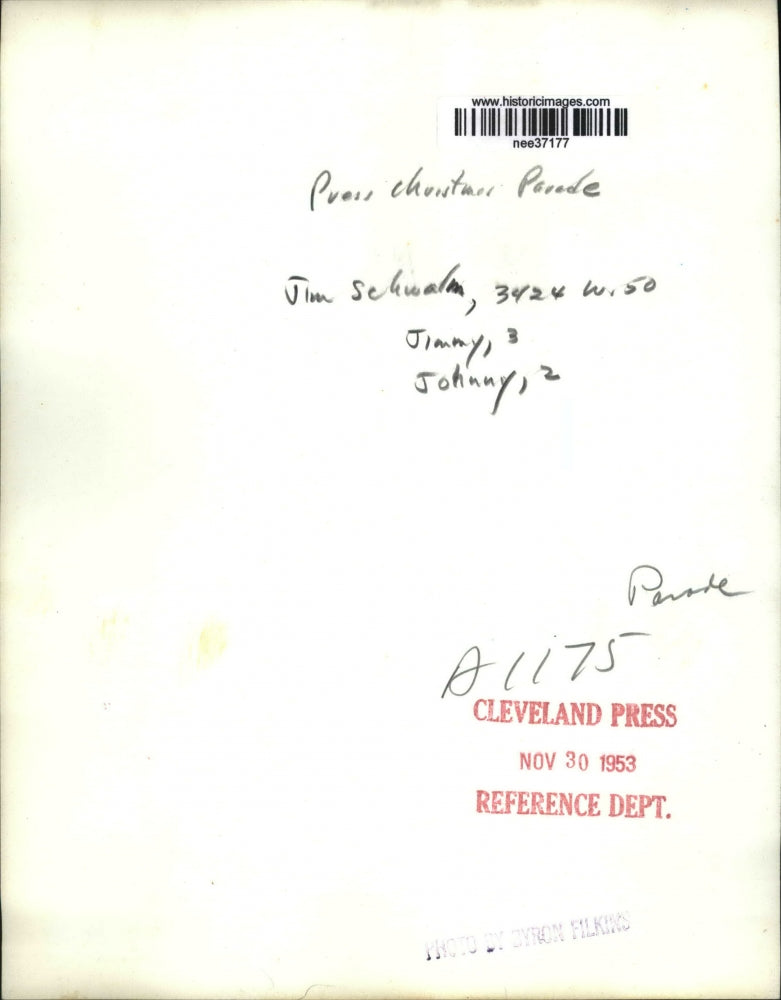 www.historicimages.com
nee37177
Press Christmas Parade
Jim Schwalm, 3424 W. 50
Jimmy, 3
Johnny, 2
Parade
A1175
CLEVELAND PRESS
NOV 30 1953
REFERENCE DEPT.
PHOTO BY BYRON FILKINS